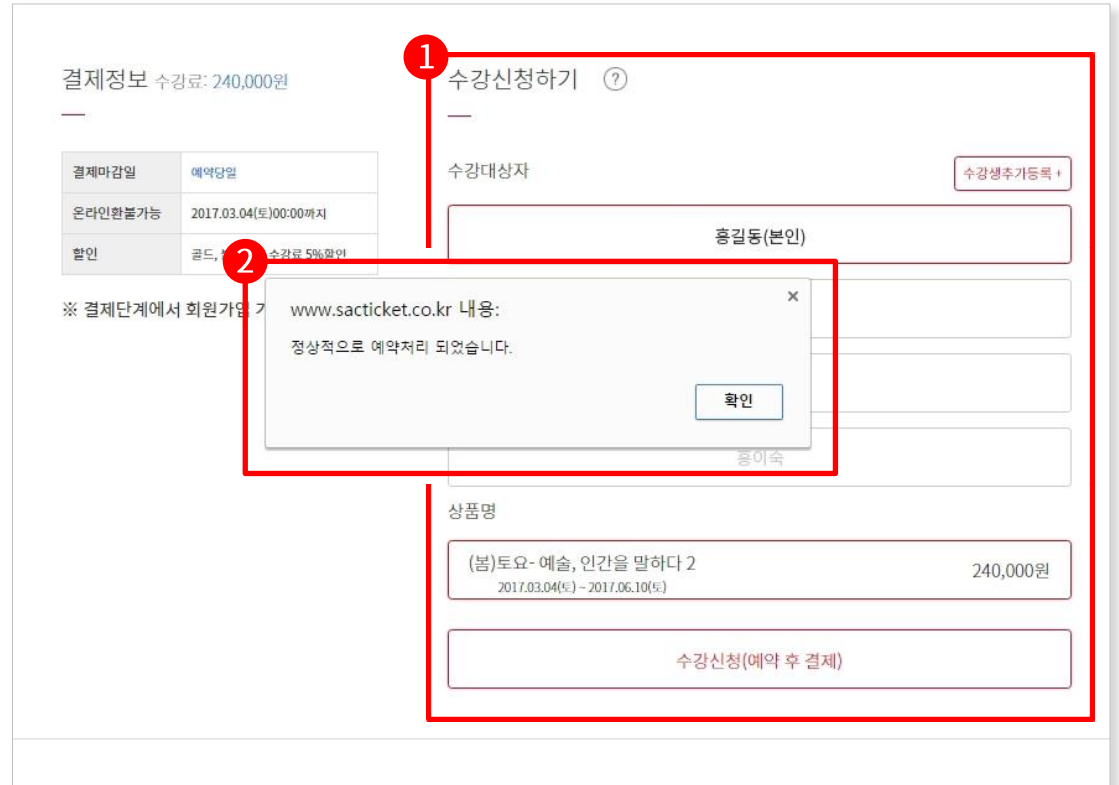 결제정보 수강료: 240,000원
결제마감일 예약당일
온라인환불가능 2017.03.04(토)00:00까지
할인 골드, 수강료 5%할인
※ 결제단계에서 회원가입
1
수강신청하기 ?
수강대상자
수강생추가등록 +
홍길동(본인)
2
www.sacticket.co.kr 내용:
×
정상적으로 예약처리 되었습니다.
확인
홍이숙
상품명
(봄)토요- 예술, 인간을 말하다 2
240,000원
2017.03.04(토) ~ 2017.06.10(토)
수강신청(예약 후 결제)